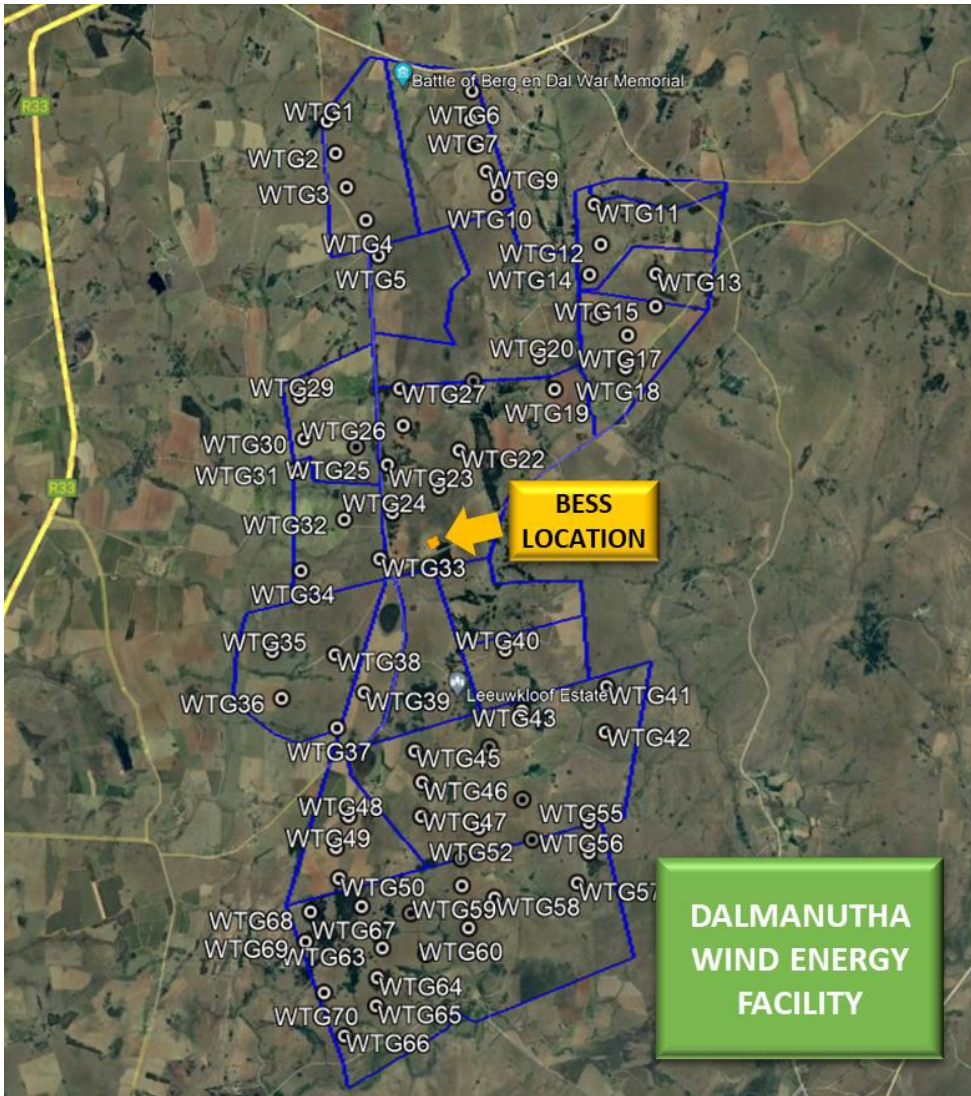 Battle of Berg en Dal War Memorial
R33
WTG1
WTG6
WTG7
WTG2
WTG3
WTG9
WTG10
WTG11
WTG4
WTG12
WTG5
WTG14
WTG13
WTG15
WTG20
WTG17
WTG29
WTG27
WTG18
WTG19
WTG26
WTG30
WTG22
WTG31
WTG25
WTG23
R33
WTG24
WTG32
BESS
LOCATION
WTG33
WTG34
WTG35
WTG40
WTG38
WTG36
WTG39
Leeuwkloof Estate
WTG41
WTG43
WTG42
WTG37
WTG45
WTG46
WTG48
WTG47
WTG55
WTG49
WTG52
WTG56
WTG50
WTG57
WTG59
WTG58
WTG68
WTG67
WTG69
WTG63
WTG60
WTG64
WTG70
WTG65
WTG66
DALMANUTHA
WIND ENERGY
FACILITY